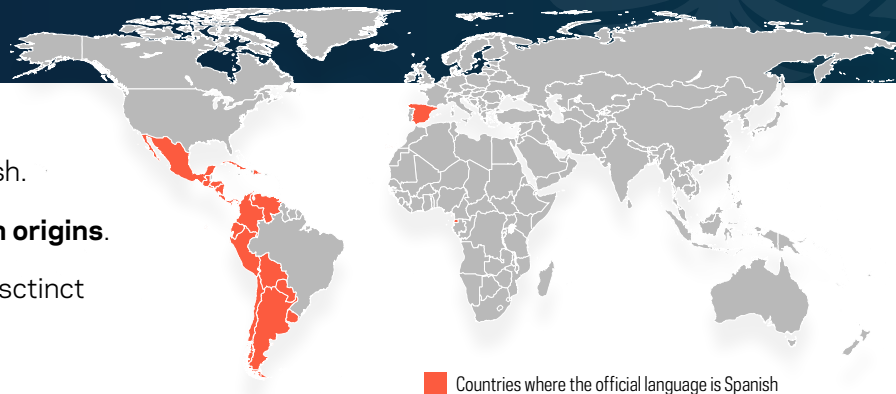 sh.
n origins.
sctinct
Countries where the official language is Spanish